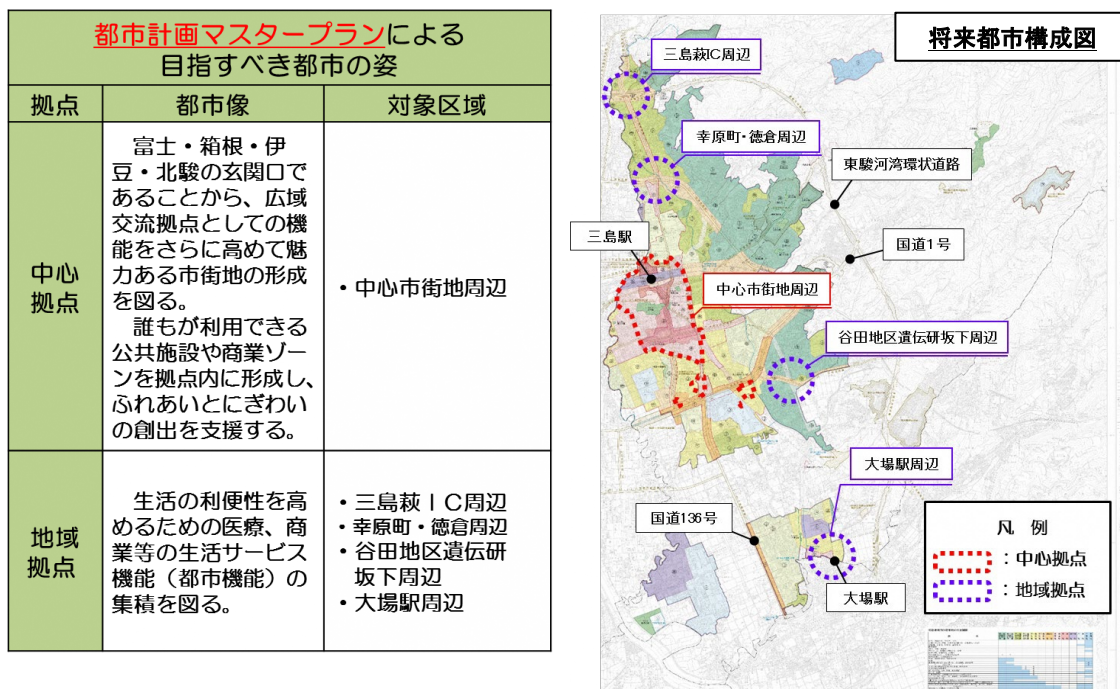 都市計画マスタープランによる
目指すべき都市の姿
拠点
都市像
対象区域
中心
拠点
富士・箱根・伊
豆・北駿の玄関口で
あることから、広域
交流拠点としての機
能をさらに高めて魅
力ある市街地の形成
を図る。
誰もが利用できる
公共施設や商業ゾー
ンを拠点内に形成し、
ふれあいとにぎわい
の創出を支援する。
・中心市街地周辺
地域
拠点
生活の利便性を高
めるための医療、商
業等の生活サービス
機能（都市機能）の
集積を図る。
・三島萩ＩＣ周辺
・幸原町・徳倉周辺
・谷田地区遺伝研
坂下周辺
・大場駅周辺
将来都市構成図
三島萩IC周辺
幸原町・徳倉周辺
東駿河湾環状道路
三島駅
国道1号
中心市街地周辺
谷田地区遺伝研坂下周辺
大場駅周辺
国道136号
大場駅
凡 例
：中心拠点
：地域拠点